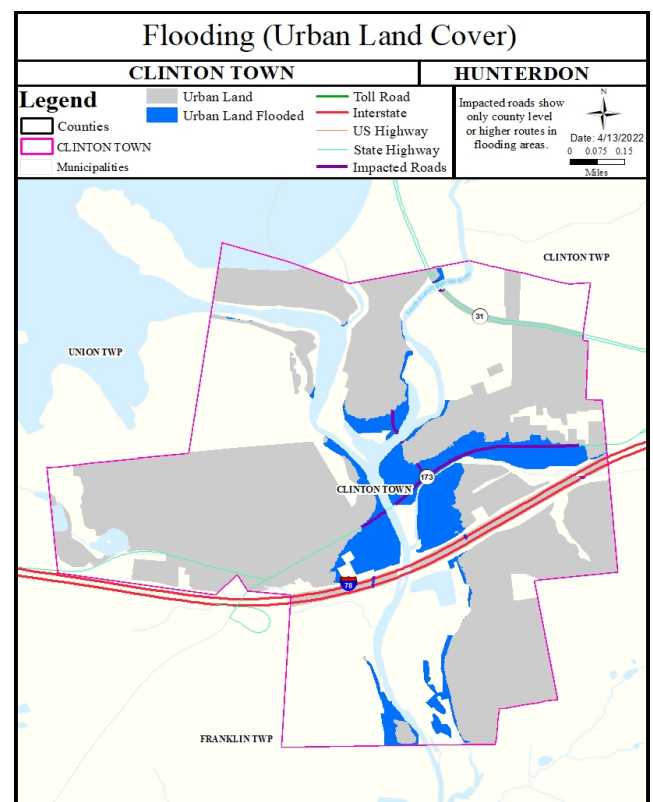 Flooding (Urban Land Cover)
CLINTON TOWN
HUNTERDON
Legend
Counties
CLINTON TOWN
Municipalities
Urban Land
Urban Land Flooded
Toll Road
Interstate
US Highway
State Highway
Impacted Roads
Impacted roads show
only county level
or higher routes in
flooding areas.
N
Date: 4/13/2022
0 0.075 0.15
Miles
CLINTON TWP
31
UNION TWP
173
CLINTON TOWN
78
FRANKLIN TWP